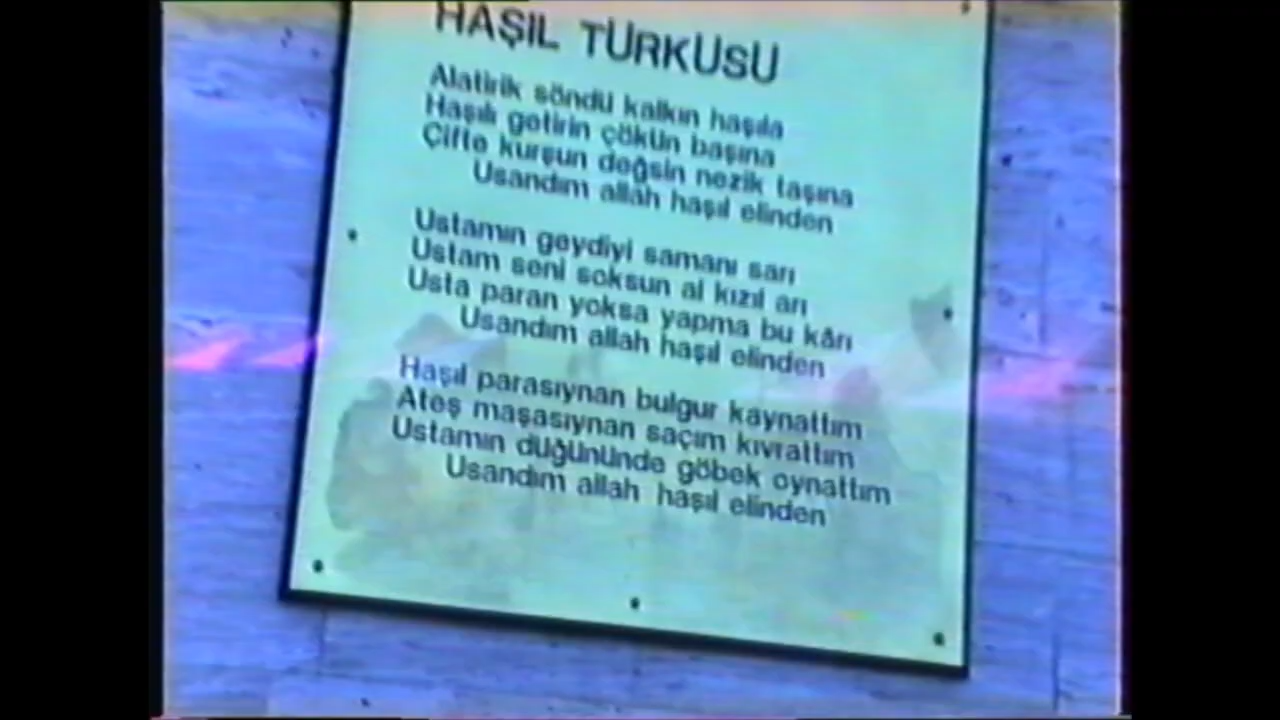 HAŞIL TÜRKÜSÜ
Alatirik söndü kalkın haşıla
Haşılı getirin çökün başına
Çifte kurşun değsin nezik taşına
Usandım allah haşıl elinden
Ustamın geydiyi samanı sarı
Ustam seni soksun al kızıl arı
Usta paran yoksa yapma bu kârı
Usandım allah haşıl elinden
Haşıl parasıynan bulgur kaynattım
Ateş maşasıynan saçım kıvrattım
Ustamın düğününde göbek oynattım
Usandım allah haşıl elinden